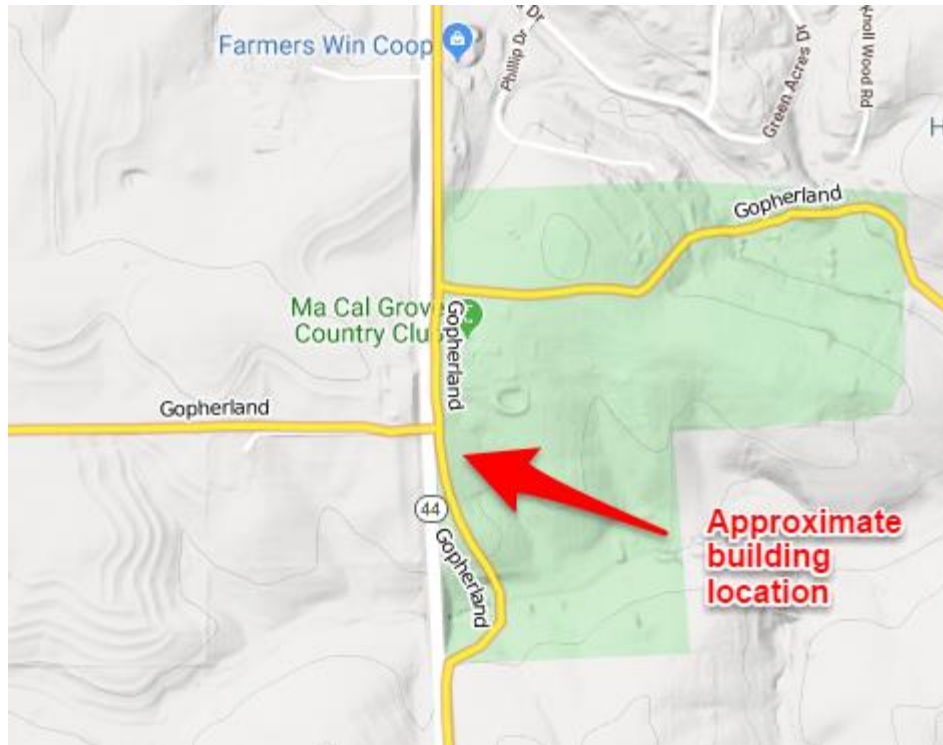 Dr
Farmers Win Coop
Phillip Dr
Green Acres Dr
Knoll Wood Rd
H
Gopherland
Ma Cal Grove
Country Club
Gopherland
Gopherland
44
Gopherland
Approximate
building
location